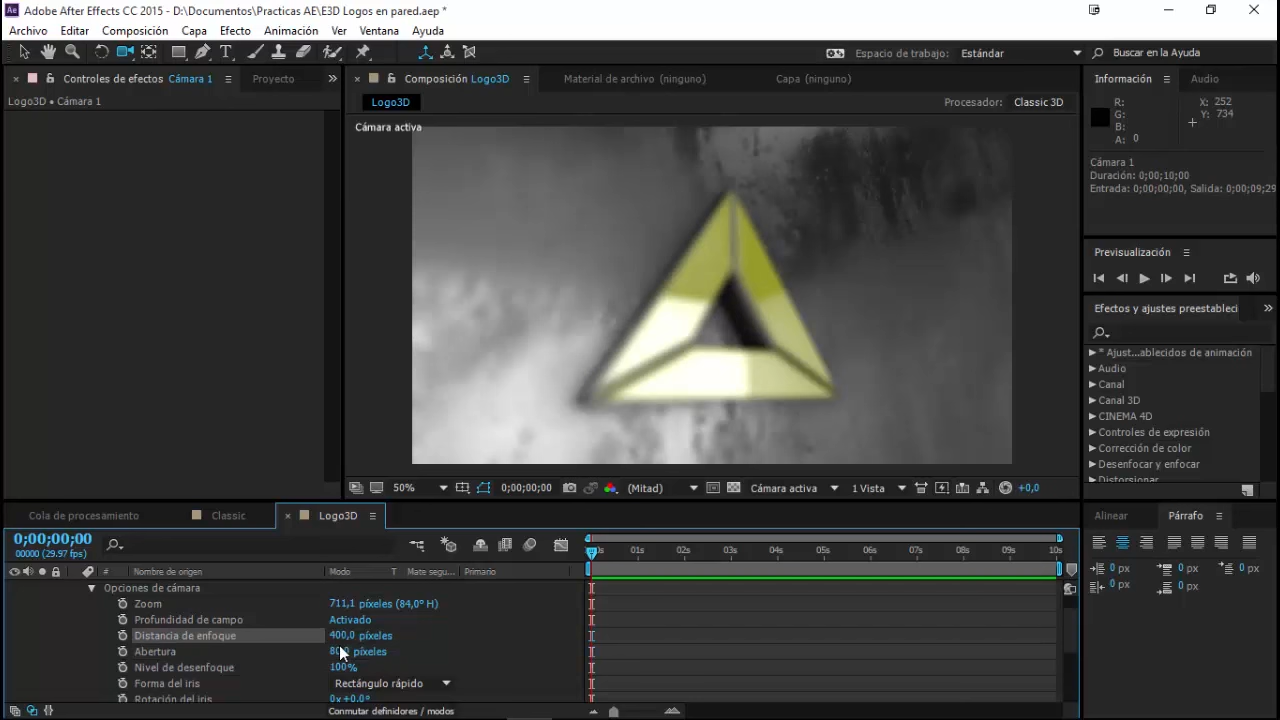 Adobe After Effects CC 2015 - D:\Documentos\Practicas AE\E3D Logos en pared.aep *
Archivo Editar Composición Capa Efecto Animación Ver Ventana Ayuda
Espacio de trabajo: Estándar Buscar en la Ayuda
Controles de efectos Cámara 1 Proyecto
Composición Logo3D Material de archivo (ninguno) Capa (ninguno)
Información Audio
Logo3D • Cámara 1
Logo3D Procesador: Classic 3D
Cámara activa
R: X: 252
G: Y: 734
B:
A: 0
Cámara 1
Duración: 0;00;10;00
Entrada: 0;00;00;00, Salida: 0;00;09;29
Previsualización
Efectos y ajustes preestableci
* Ajust...ablecidos de animación
Audio
Canal
Canal 3D
CINEMA 4D
Controles de expresión
Corrección de color
Desenfocar y enfocar
Distorsionar
50% 0;00;00;00 (Mitad) Cámara activa 1 Vista +0,0
Cola de procesamiento Classic Logo3D
Alinear Párrafo
0;00;00;00
00000 (29.97 fps)
01s 02s 03s 04s 05s 06s 07s 08s 09s 10s
# Nombre de origen Modo T Mate segu... Primario
0 px 0 px 0 px
0 px 0 px
Opciones de cámara
Zoom 711,1 píxeles (84,0° H)
Profundidad de campo Activado
Distancia de enfoque 400,0 píxeles
Abertura píxeles
Nivel de desenfoque 100%
Forma del iris Rectángulo rápido
Rotación del iris 0x+0,0°
Conmutar definidores / modos